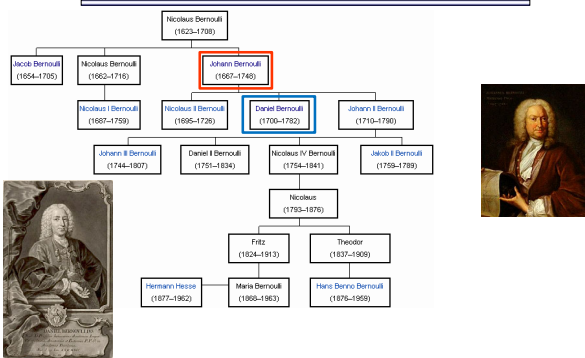 Nicolaus Bernoulli
(1623–1708)
Jacob Bernoulli
(1654–1705)
Nicolaus Bernoulli
(1662–1716)
Johann Bernoulli
(1667–1748)
Nicolaus I Bernoulli
(1687–1759)
Nicolaus II Bernoulli
(1695–1726)
Daniel Bernoulli
(1700–1782)
Johann II Bernoulli
(1710–1790)
Johann III Bernoulli
(1744–1807)
Daniel II Bernoulli
(1751–1834)
Nicolaus IV Bernoulli
(1754–1841)
Jakob II Bernoulli
(1759–1789)
Nicolaus
(1793–1876)
Fritz
(1824–1913)
Theodor
(1837–1909)
Hermann Hesse
(1877–1962)
Maria Bernoulli
(1868–1963)
Hans Benno Bernoulli
(1876–1959)
DANIEL BERNOULLI